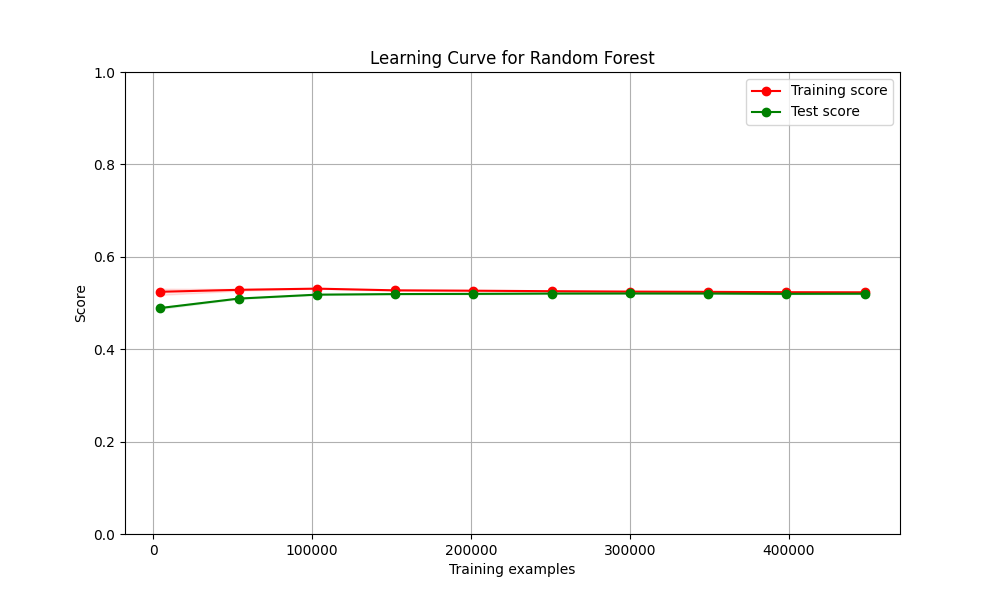 Learning Curve for Random Forest
1.0
Training score
Test score
0.8
0.6
Score
0.4
0.2
0.0
0
100000
200000
300000
400000
Training examples